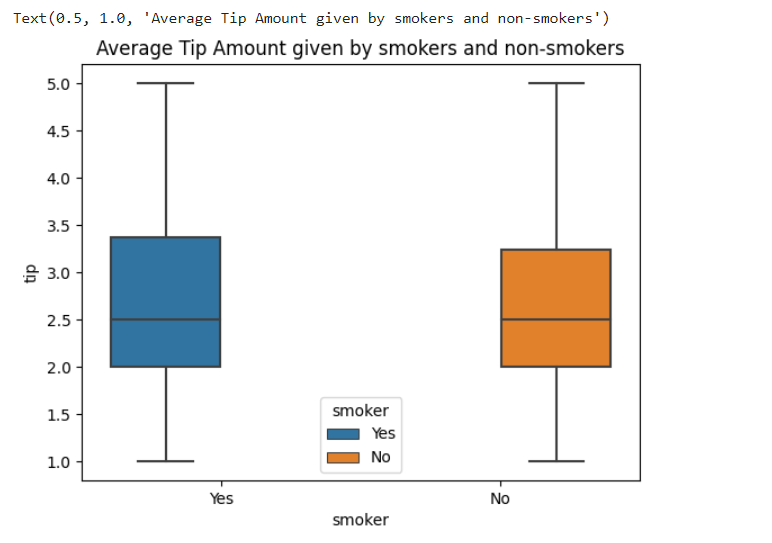 Text(0.5, 1.0, 'Average Tip Amount given by smokers and non-smokers')
Average Tip Amount given by smokers and non-smokers
5.0
4.5
4.0
3.5
3.0
2.5
2.0
1.5
1.0
tip
smoker
Yes
No
Yes No
smoker